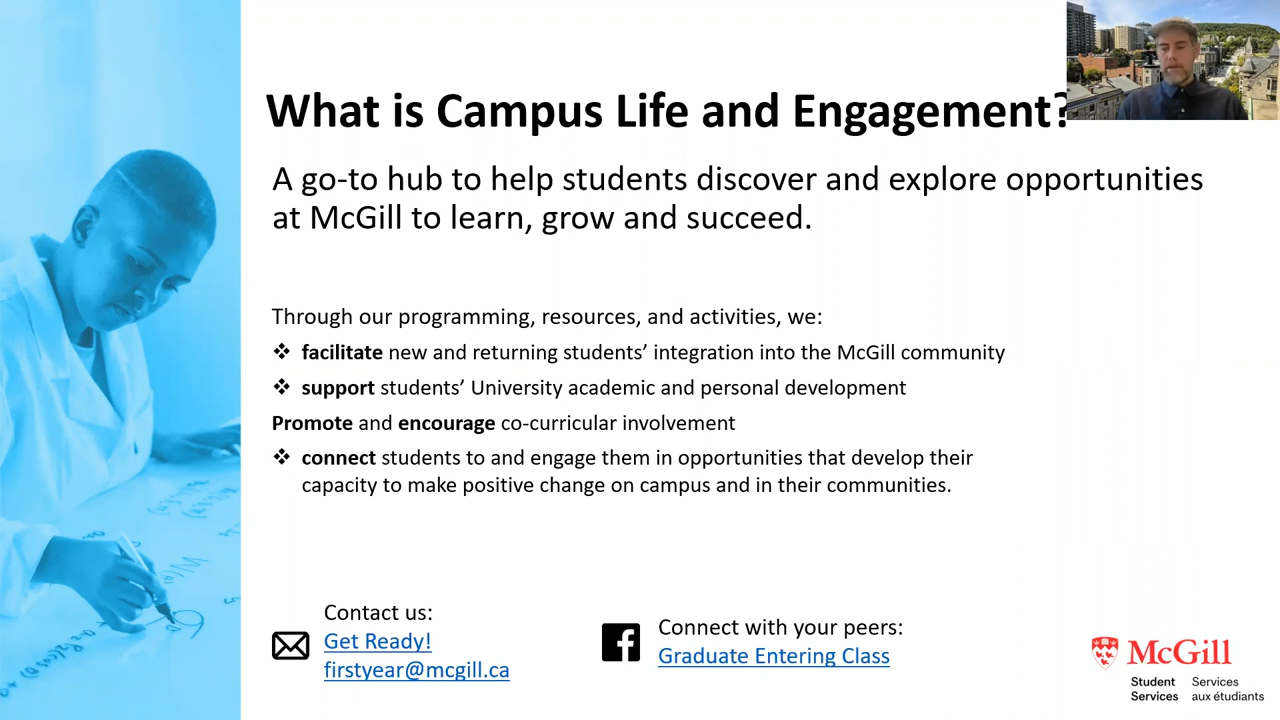 What is Campus Life and Engagement?
A go-to hub to help students discover and explore opportunities
at McGill to learn, grow and succeed.
Through our programming, resources, and activities, we:
❖ facilitate new and returning students’ integration into the McGill community
❖ support students’ University academic and personal development
Promote and encourage co-curricular involvement
❖ connect students to and engage them in opportunities that develop their
capacity to make positive change on campus and in their communities.
Contact us:
Get Ready!
firstyear@mcgill.ca
Connect with your peers:
Graduate Entering Class
McGill
Student Services
Services aux étudiants